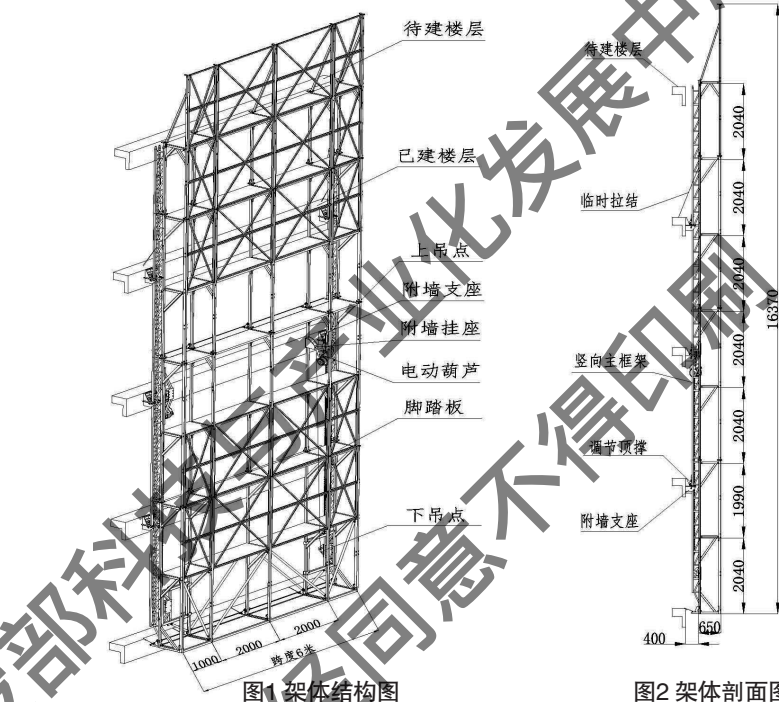 待建楼层
已建楼层
上吊点
附墙支座
附墙挂座
电动葫芦
脚踏板
下吊点
1000
2000
2000
跨度6米
图1 架体结构图
待建楼层
临时拉结
竖向主框架
调节顶撑
附墙支座
2040
2040
2040
2040
2040
1990
2040
16370
650
400
图2 架体剖面图
部科技与产业化发展中
经同意不得印刷